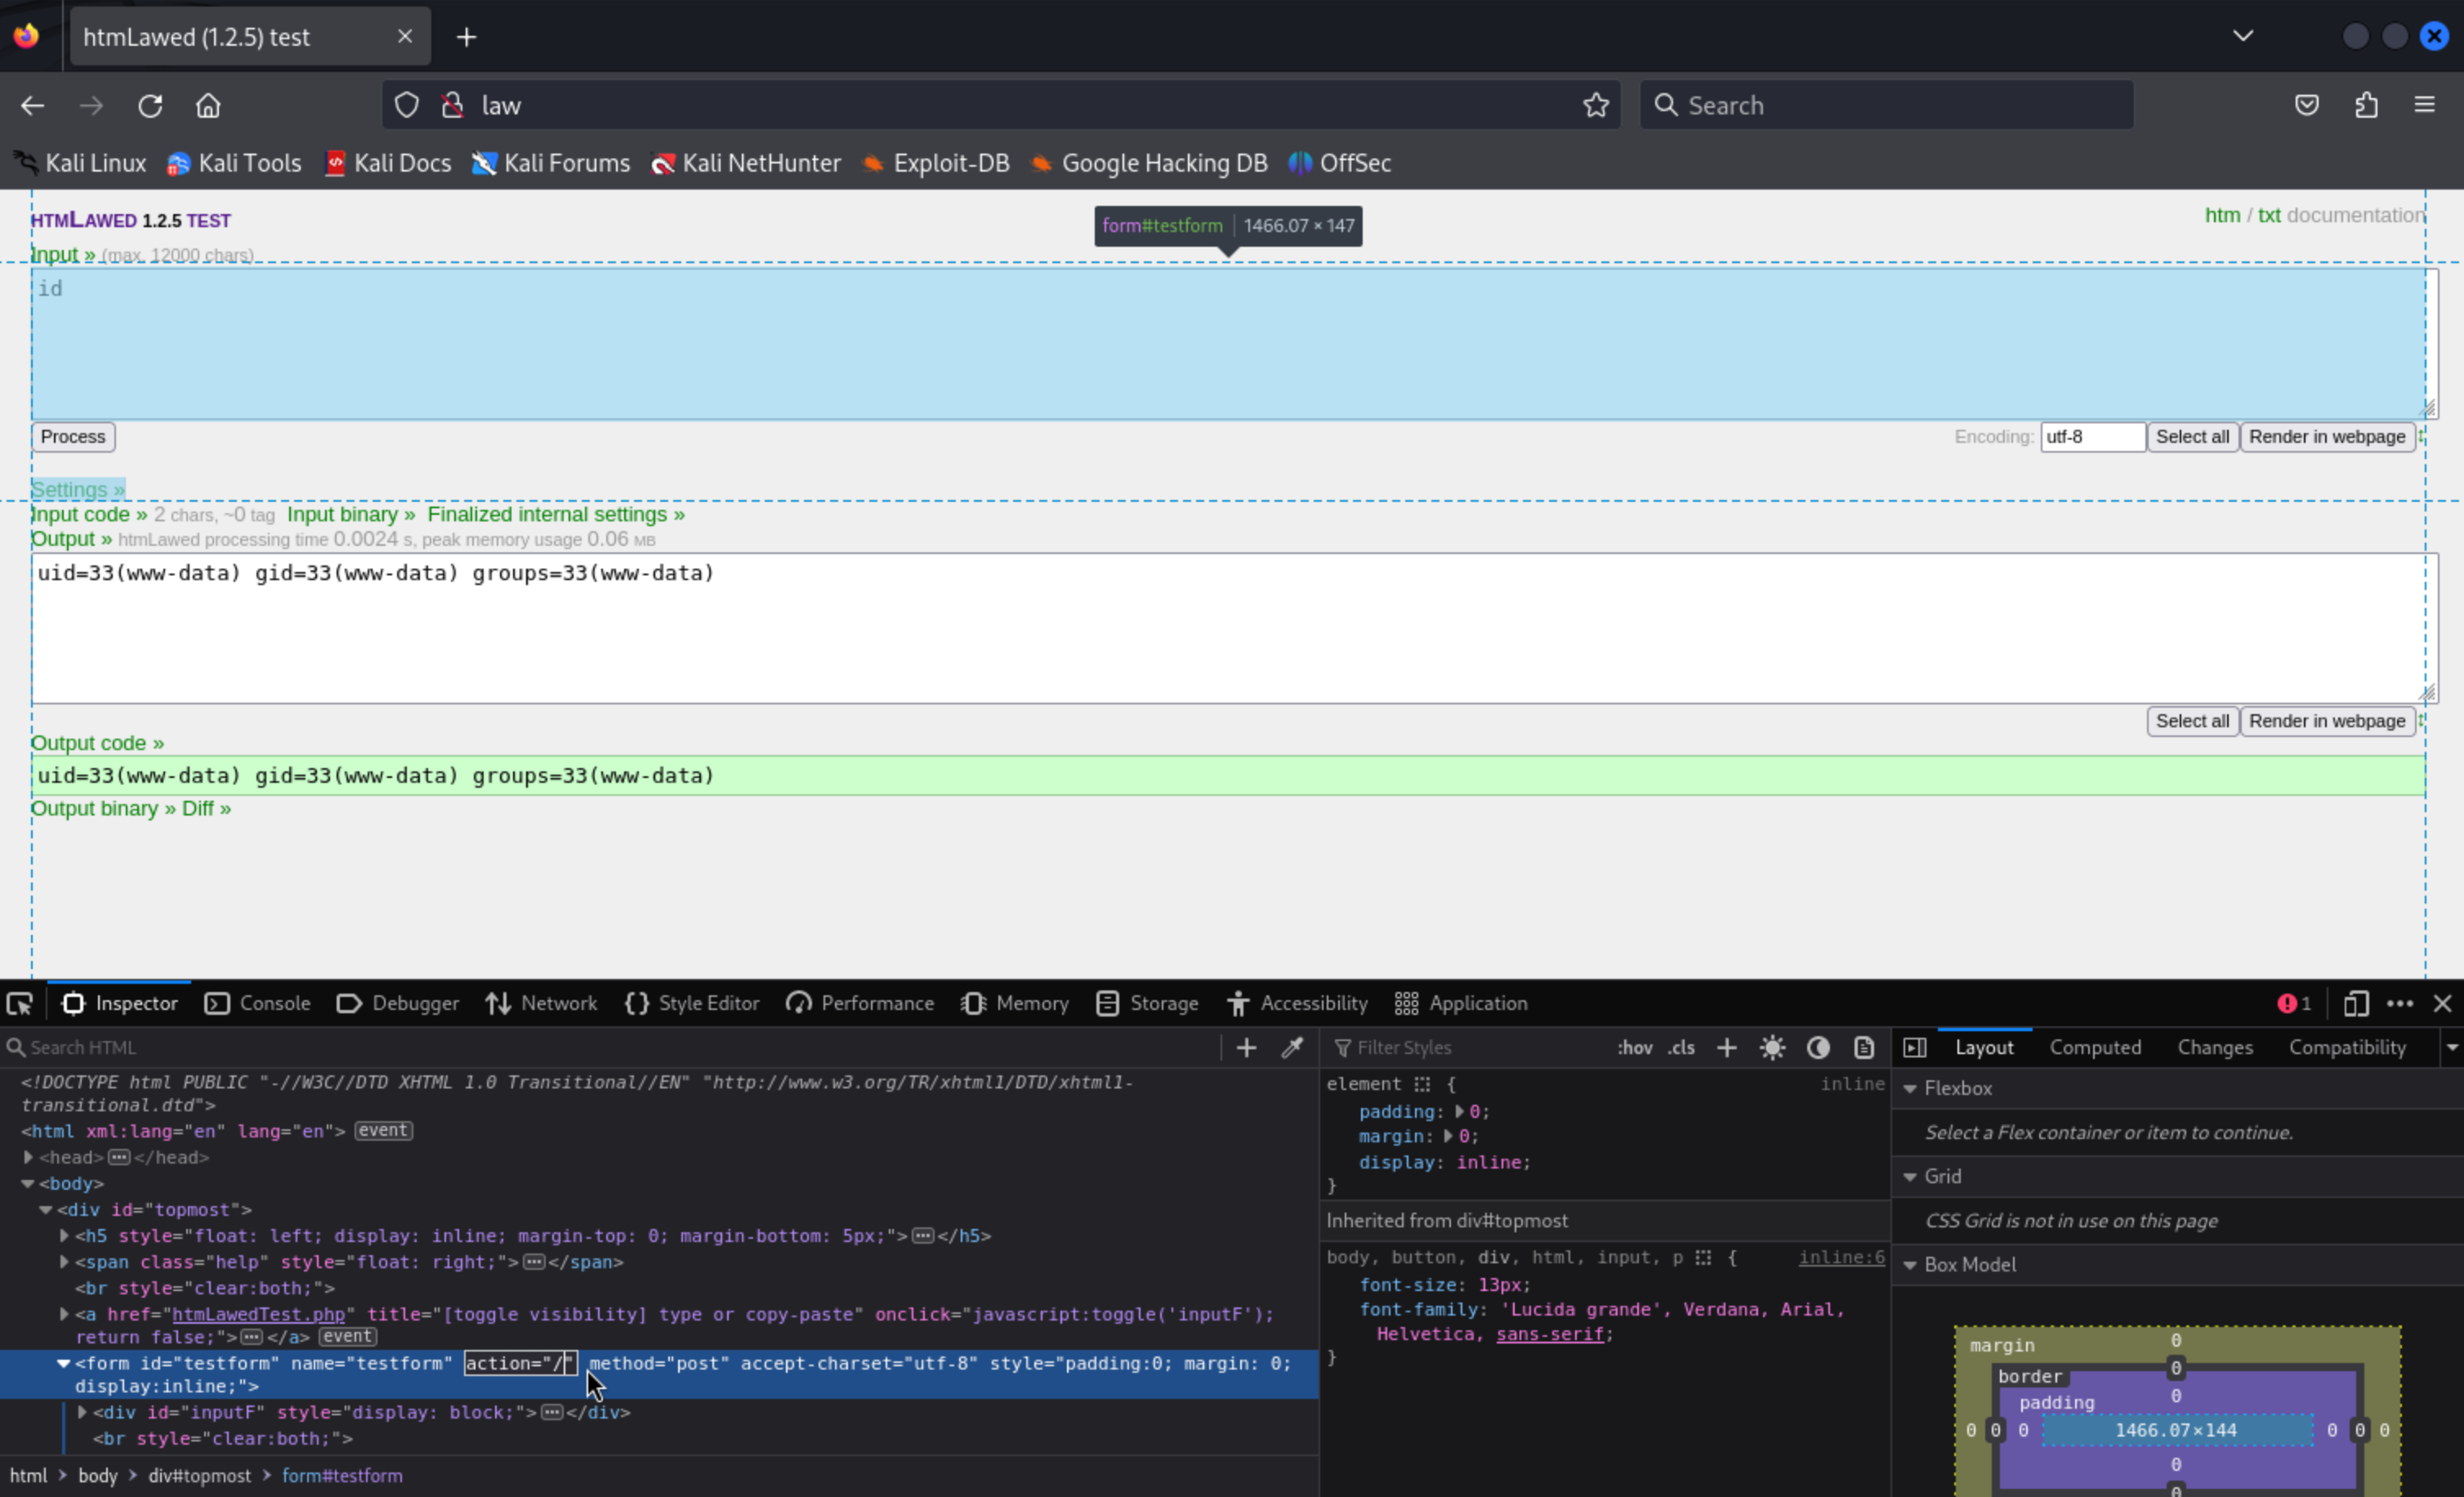 htmLawed (1.2.5) test
law
Search
Kali Linux Kali Tools Kali Docs Kali Forums Kali NetHunter Exploit-DB Google Hacking DB OffSec
HTMLAWED 1.2.5 TEST
htm / txt documentation
form#testform 1466.07 × 147
Input » (max. 12000 chars)
id
Process
Encoding: utf-8 Select all Render in webpage
Settings »
Input code » 2 chars, ~0 tag Input binary » Finalized internal settings »
Output » htmLawed processing time 0.0024 s, peak memory usage 0.06 MB
uid=33(www-data) gid=33(www-data) groups=33(www-data)
Select all Render in webpage
Output code »
uid=33(www-data) gid=33(www-data) groups=33(www-data)
Output binary » Diff »
Inspector Console Debugger Network Style Editor Performance Memory Storage Accessibility Application 1
Search HTML
<!DOCTYPE html PUBLIC "-//W3C//DTD XHTML 1.0 Transitional//EN" "http://www.w3.org/TR/xhtml1/DTD/xhtml1-
transitional.dtd">
<html xml:lang="en" lang="en"> event
<head> ··· </head>
<body>
<div id="topmost">
<h5 style="float: left; display: inline; margin-top: 0; margin-bottom: 5px;"> ··· </h5>
<span class="help" style="float: right;"> ··· </span>
<br style="clear:both;">
<a href="htmLawedTest.php" title="[toggle visibility] type or copy-paste" onclick="javascript:toggle('inputF');
return false;"> ··· </a> event
<form id="testform" name="testform" action="/" method="post" accept-charset="utf-8" style="padding:0; margin: 0;
display:inline;">
<div id="inputF" style="display: block;"> ··· </div>
<br style="clear:both;">
html > body > div#topmost > form#testform
Filter Styles :hov .cls
element { inline
padding: 0;
margin: 0;
display: inline;
}
Inherited from div#topmost
body, button, div, html, input, p { inline:6
font-size: 13px;
font-family: 'Lucida grande', Verdana, Arial,
Helvetica, sans-serif;
}
Layout Computed Changes Compatibility
Flexbox
Select a Flex container or item to continue.
Grid
CSS Grid is not in use on this page
Box Model
margin 0
border 0
padding 0
0 0 0 1466.07×144 0 0 0
0
0